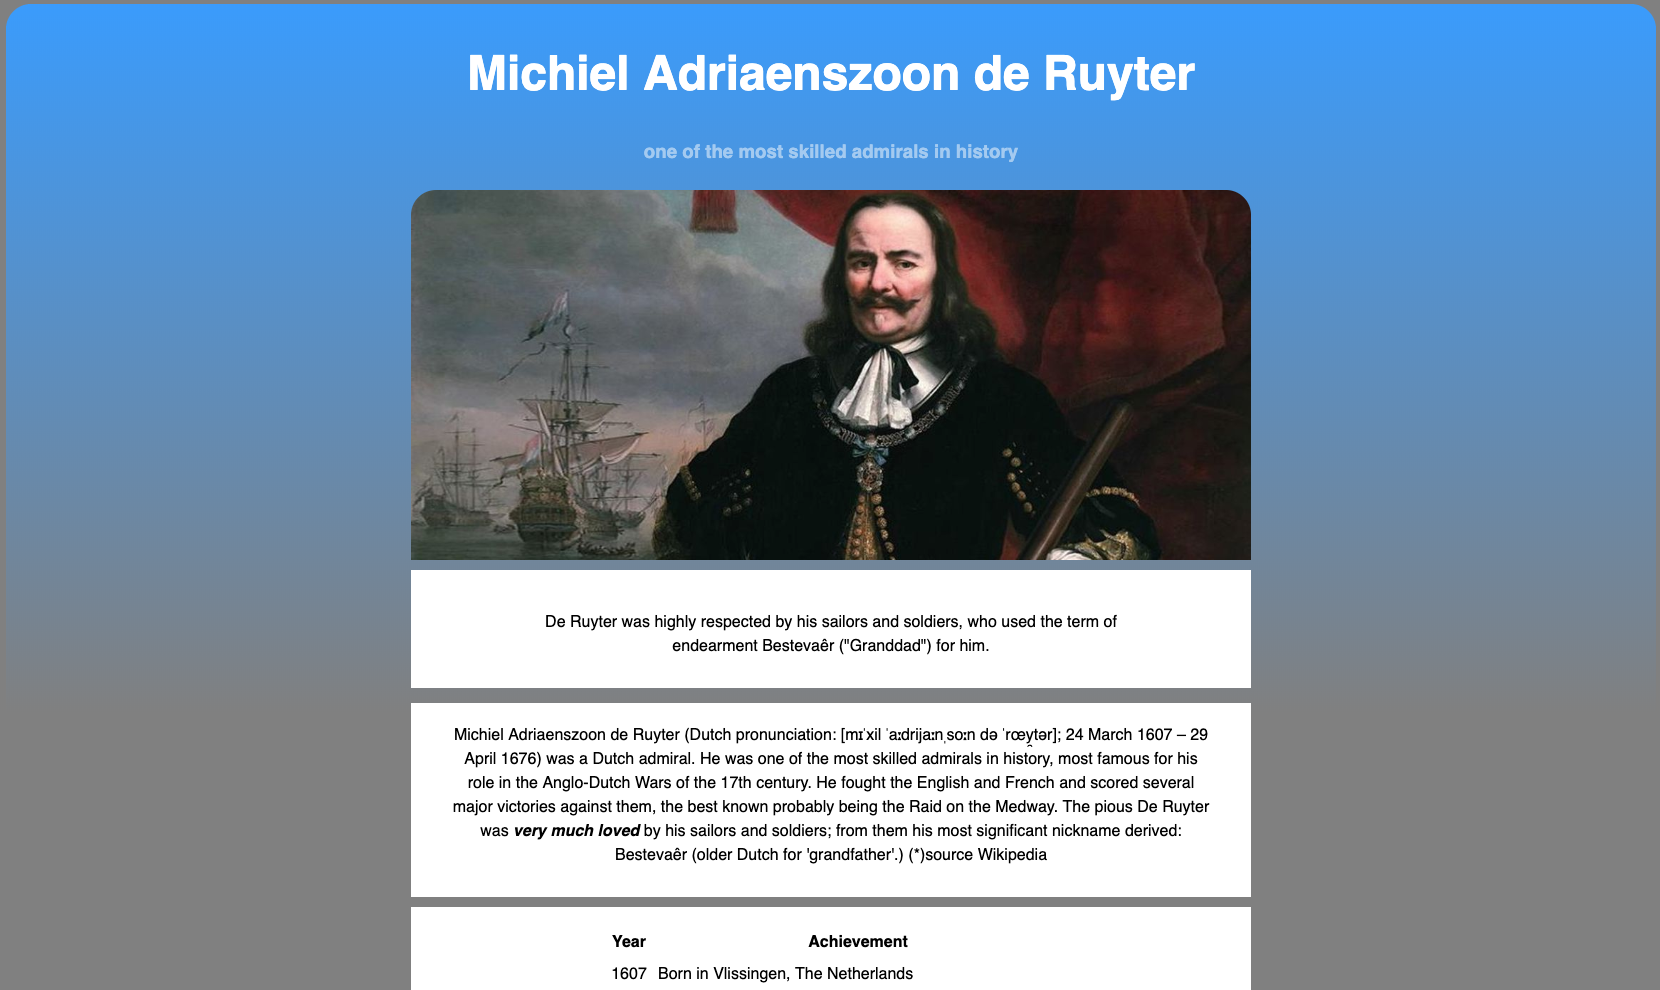 Michiel Adriaenszoon de Ruyter
one of the most skilled admirals in history
De Ruyter was highly respected by his sailors and soldiers, who used the term of
endearment Bestevaêr ("Granddad") for him.
Michiel Adriaenszoon de Ruyter (Dutch pronunciation: [mɪˈxil ˈaːdrijaːnˌsoːn də ˈrœy̯tər]; 24 March 1607 – 29
April 1676) was a Dutch admiral. He was one of the most skilled admirals in history, most famous for his
role in the Anglo-Dutch Wars of the 17th century. He fought the English and French and scored several
major victories against them, the best known probably being the Raid on the Medway. The pious De Ruyter
was very much loved by his sailors and soldiers; from them his most significant nickname derived:
Bestevaêr (older Dutch for 'grandfather'.) (*)source Wikipedia
Year Achievement
1607 Born in Vlissingen, The Netherlands